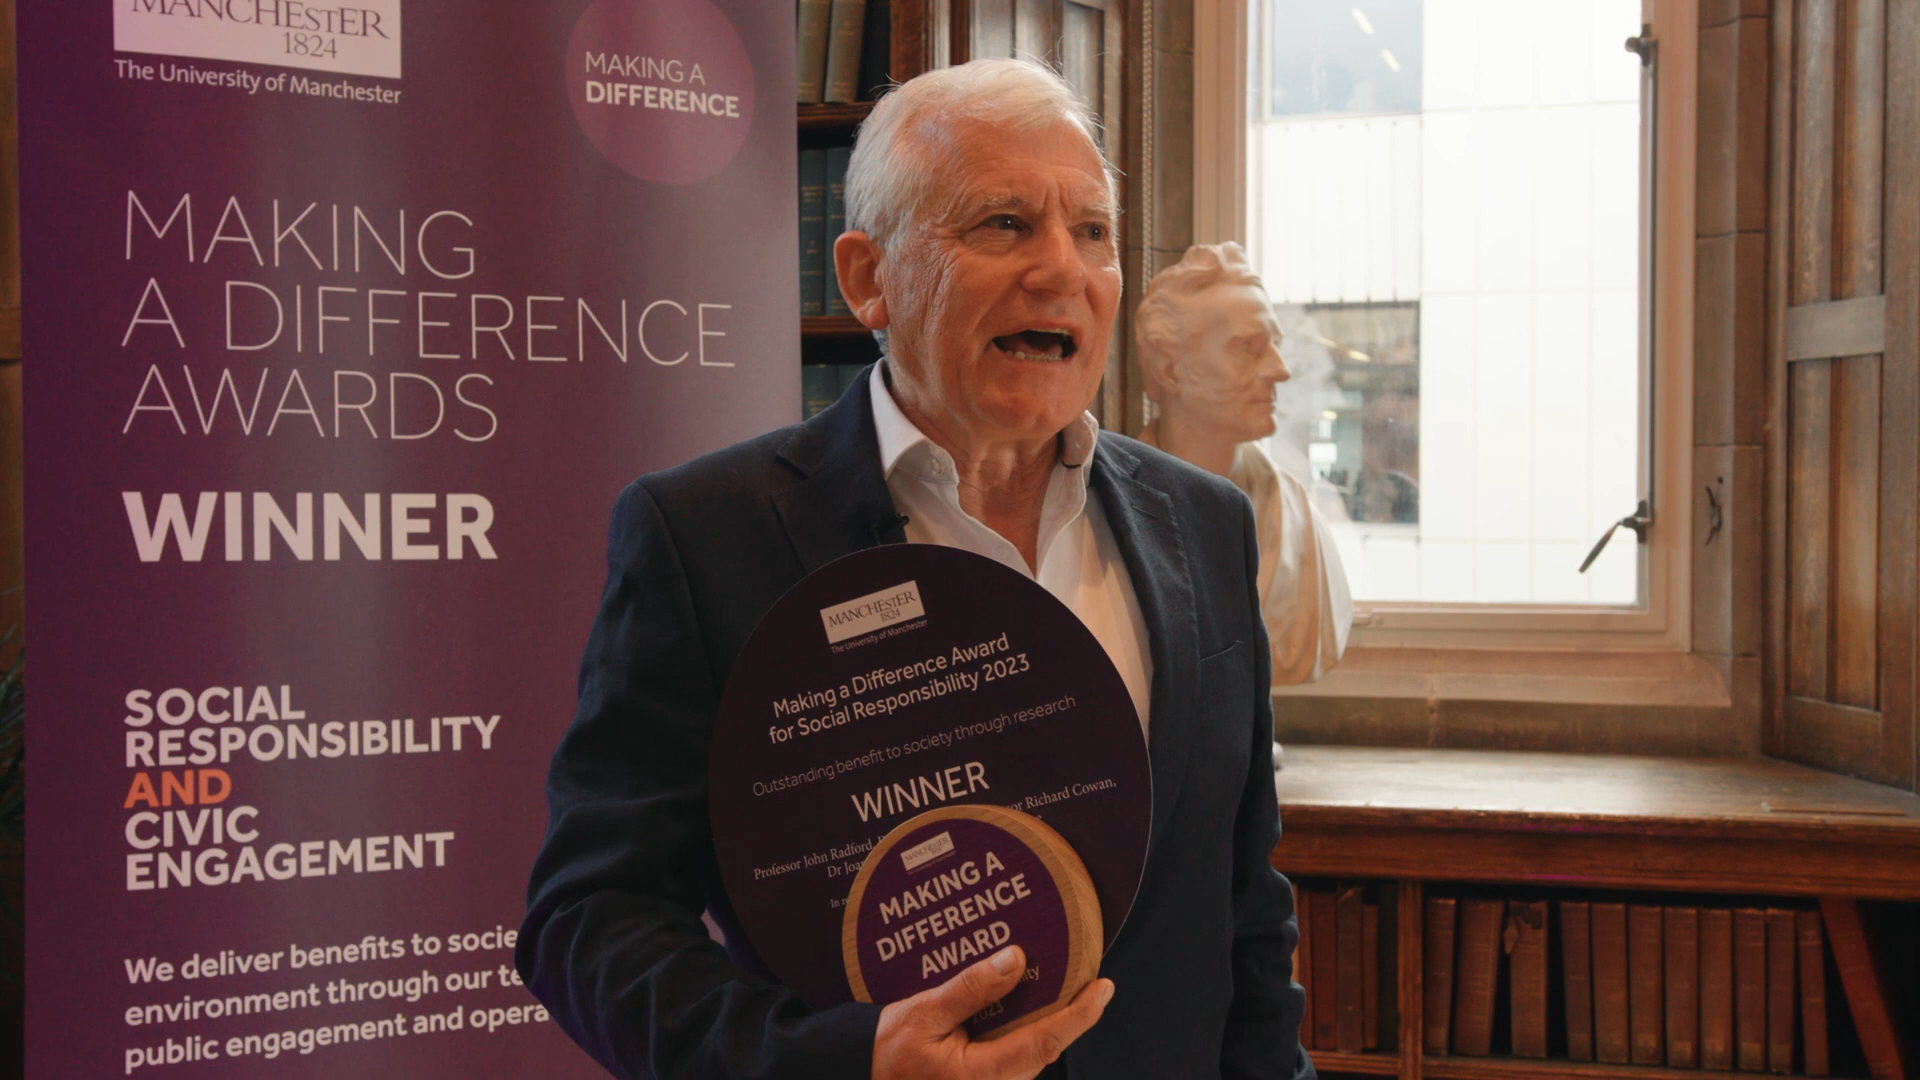 MANCHESTER
1824
The University of Manchester
MAKING A
DIFFERENCE
MAKING
A DIFFERENCE
AWARDS
WINNER
SOCIAL
RESPONSIBILITY
AND
CIVIC
ENGAGEMENT
We deliver benefits to socie
environment through our te
public engagement and opera
MANCHESTER
1824
The University of Manchester
Making a Difference Award
for Social Responsibility 2023
Outstanding benefit to society through research
WINNER
Professor John Radford, Richard Cowan,
Dr
In
MANCHESTER
MAKING A
DIFFERENCE
AWARD
2023